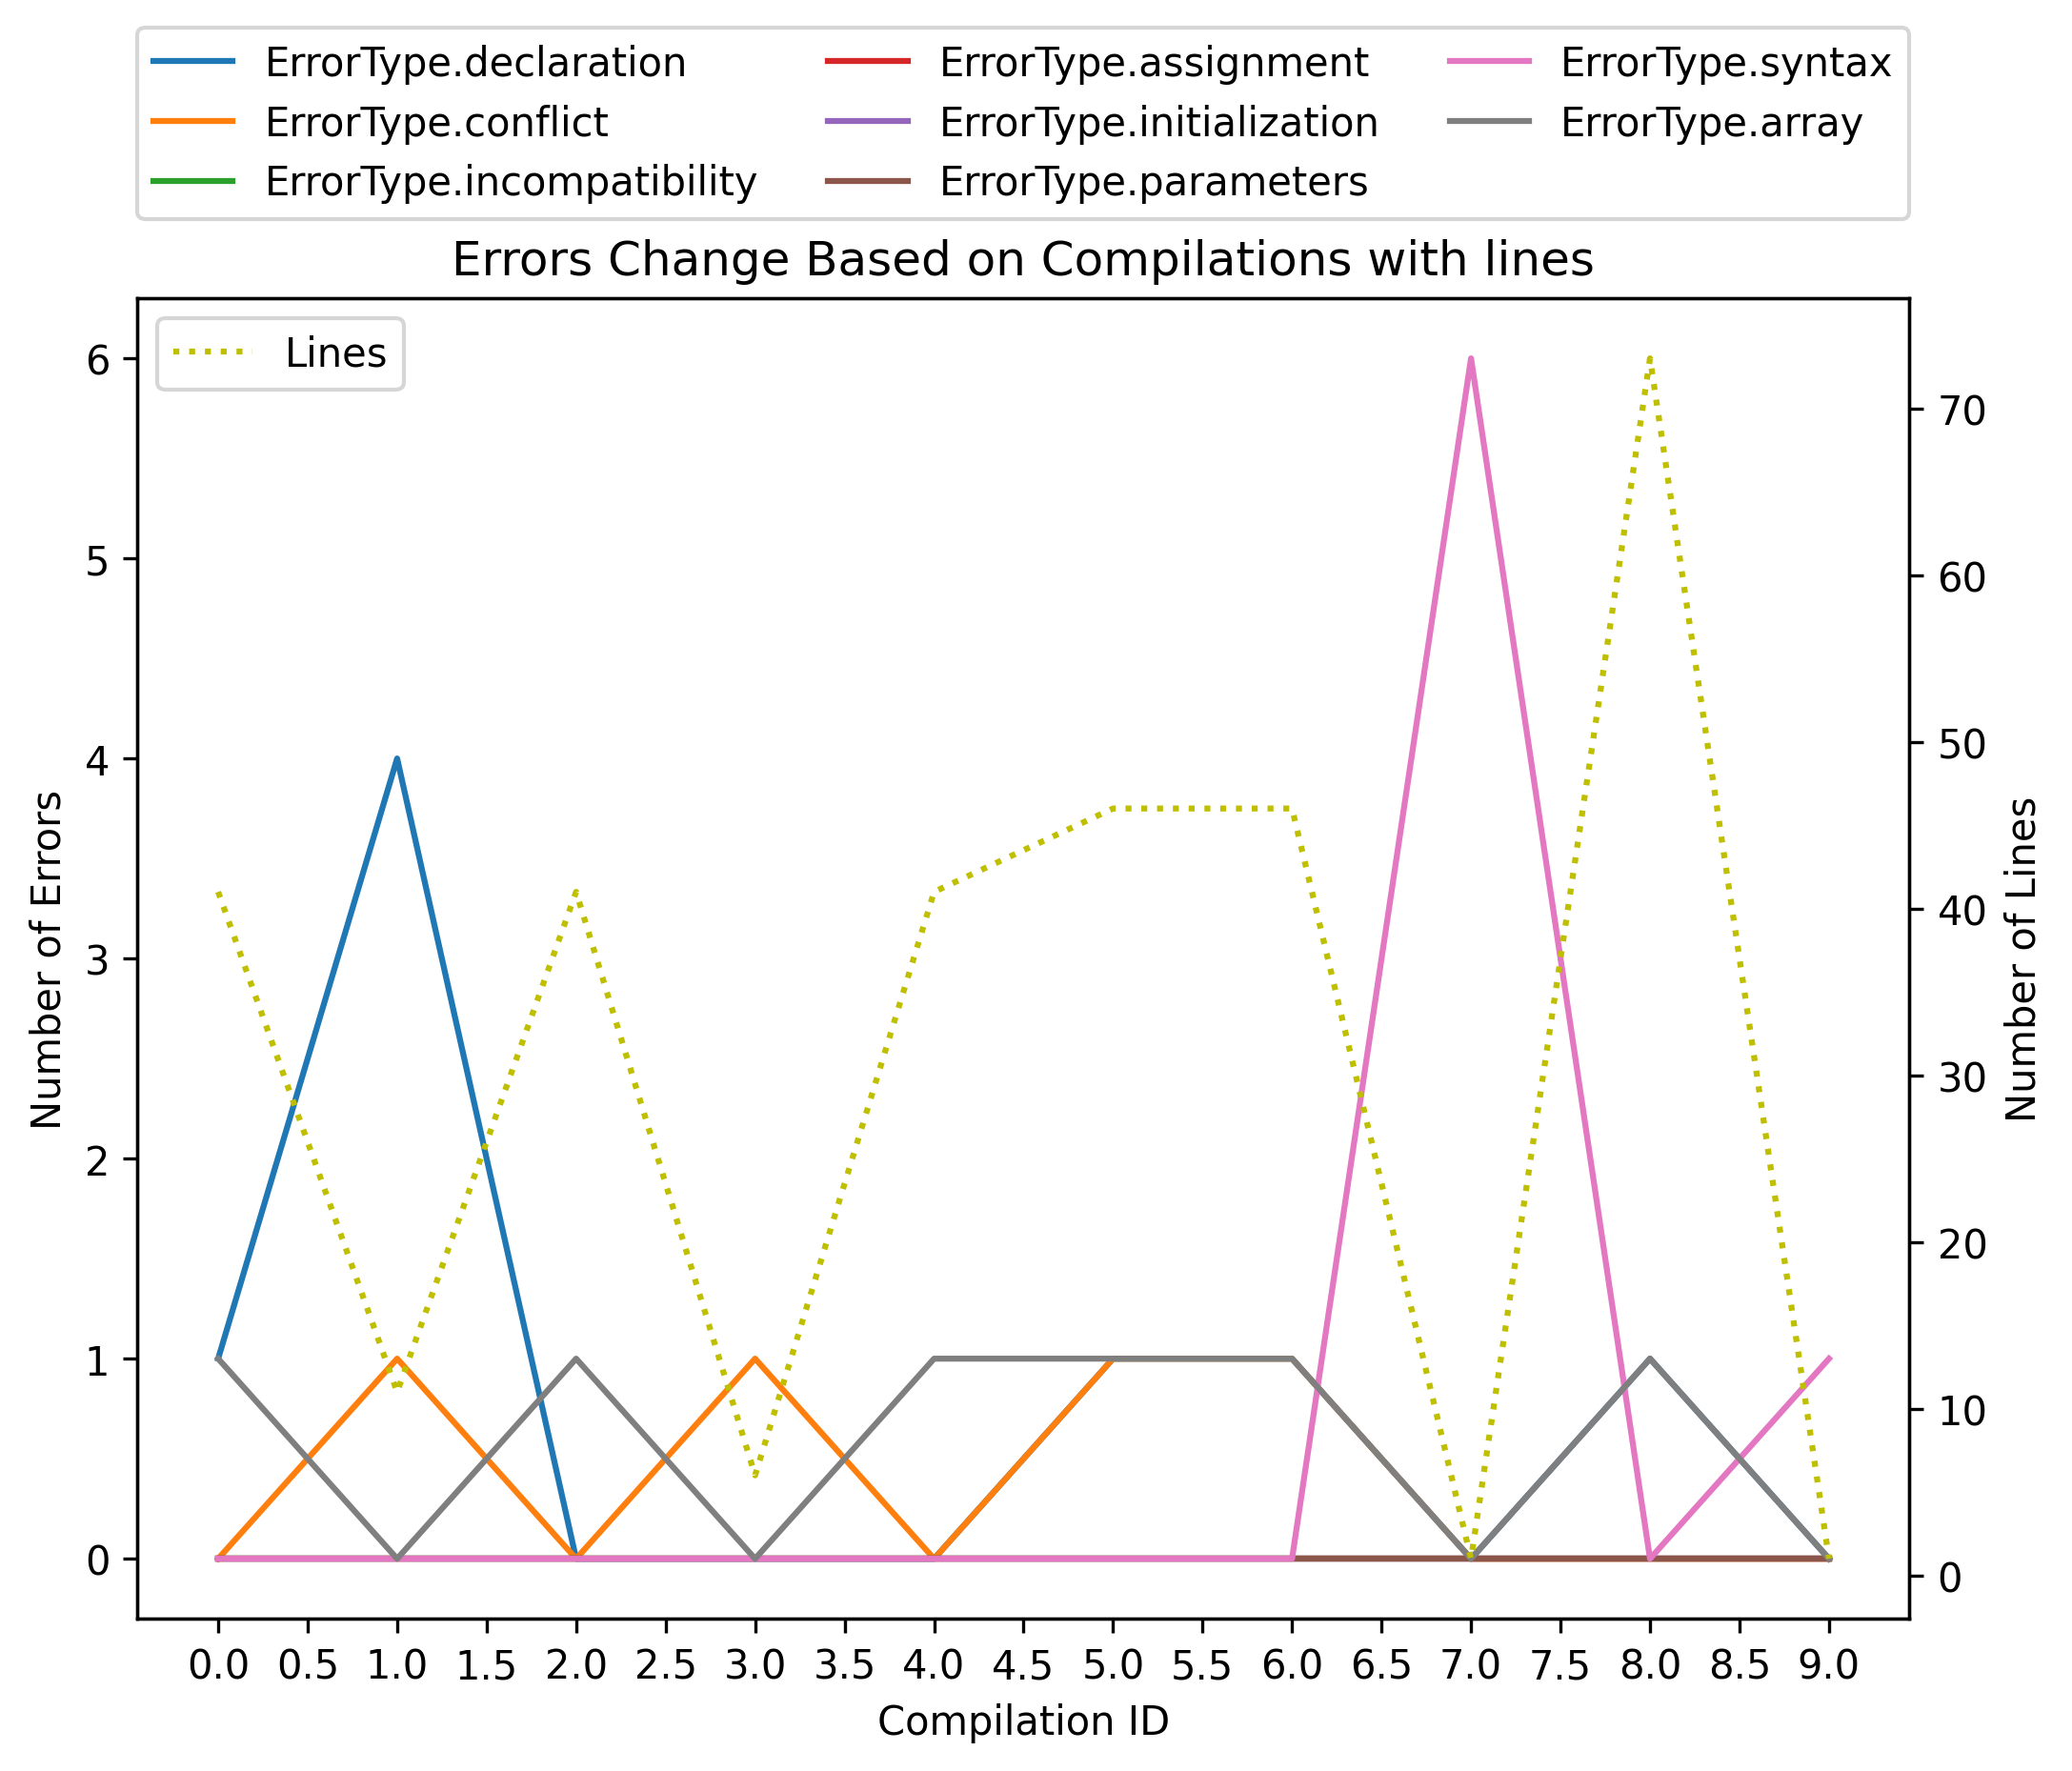 ErrorType.declaration
ErrorType.conflict
ErrorType.incompatibility
ErrorType.assignment
ErrorType.initialization
ErrorType.parameters
ErrorType.syntax
ErrorType.array
Errors Change Based on Compilations with lines
Lines
Number of Errors
6
5
4
3
2
1
0
70
60
50
40
30
20
10
0
Number of Lines
0.0 0.5 1.0 1.5 2.0 2.5 3.0 3.5 4.0 4.5 5.0 5.5 6.0 6.5 7.0 7.5 8.0 8.5 9.0
Compilation ID